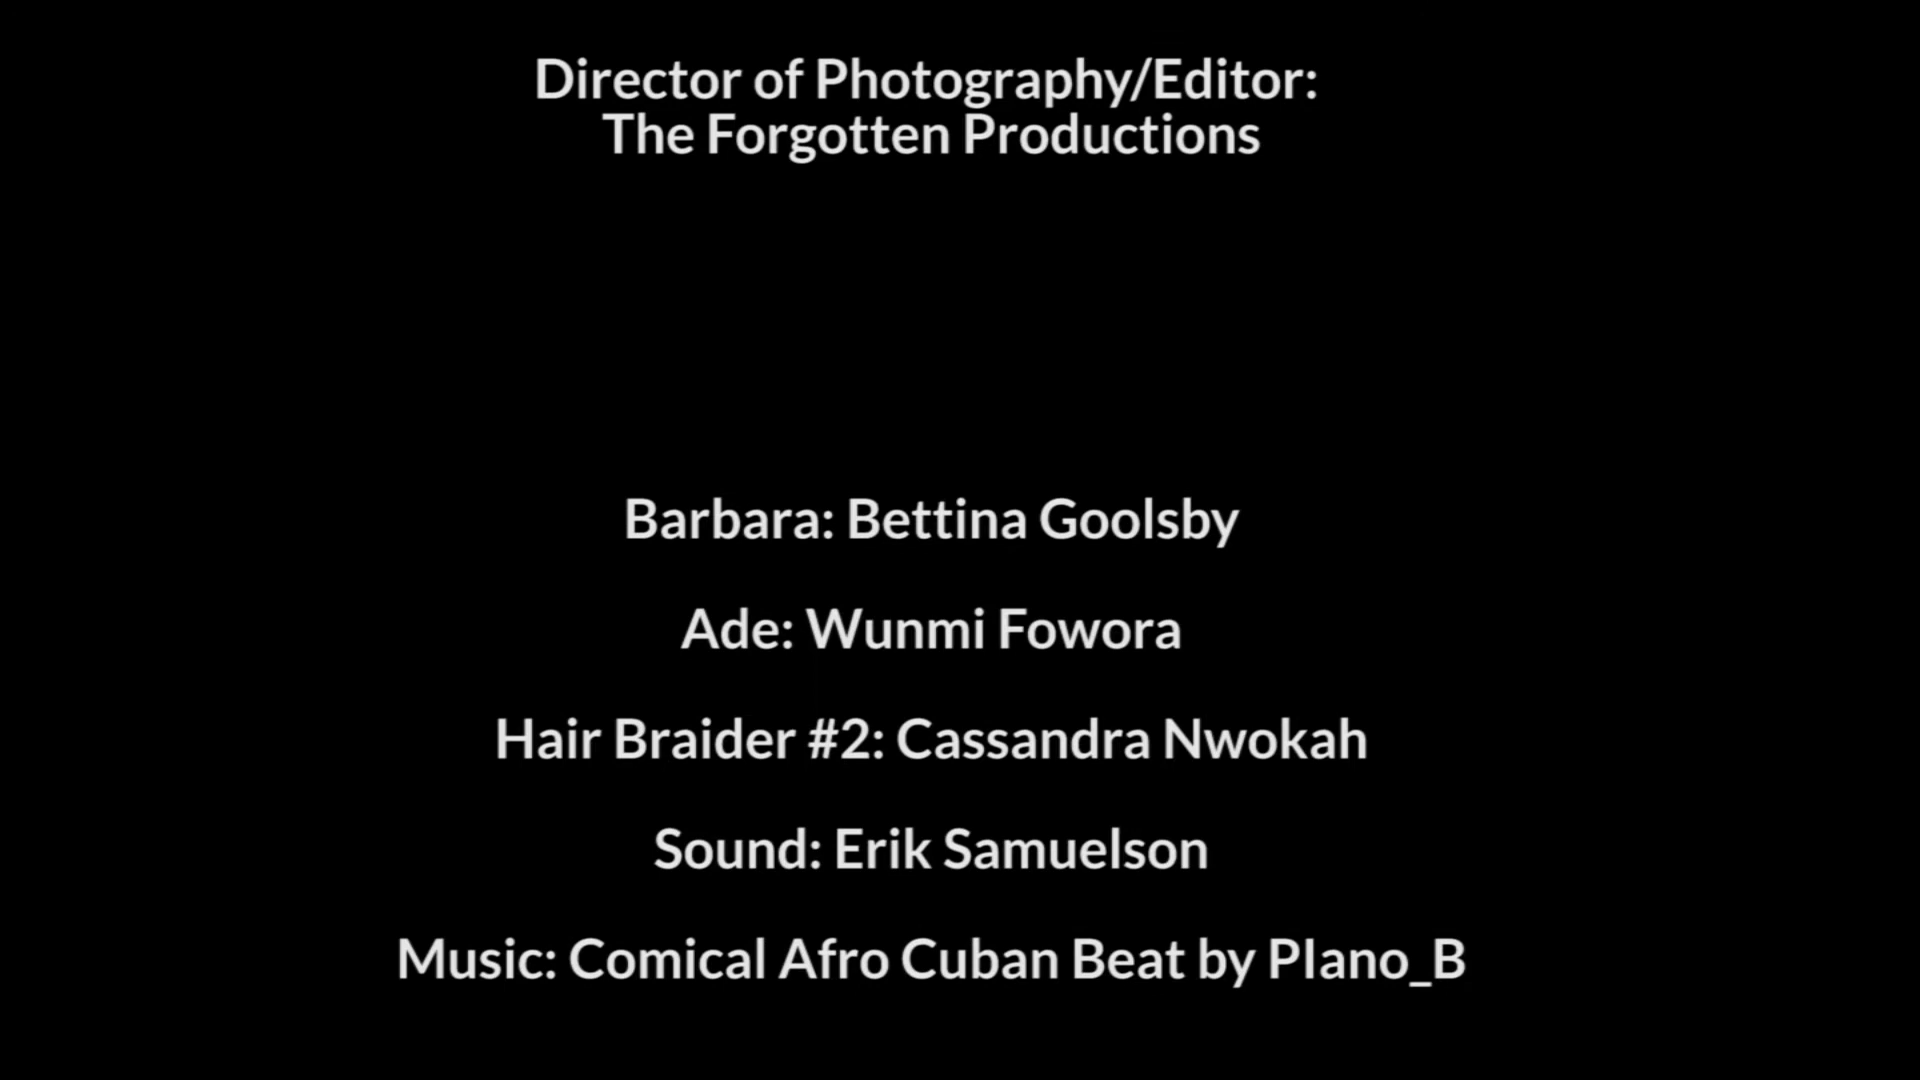 Director of Photography/Editor:
The Forgotten Productions
Barbara: Bettina Goolsby
Ade: Wunmi Fowora
Hair Braider #2: Cassandra Nwokah
Sound: Erik Samuelson
Music: Comical Afro Cuban Beat by PIano_B